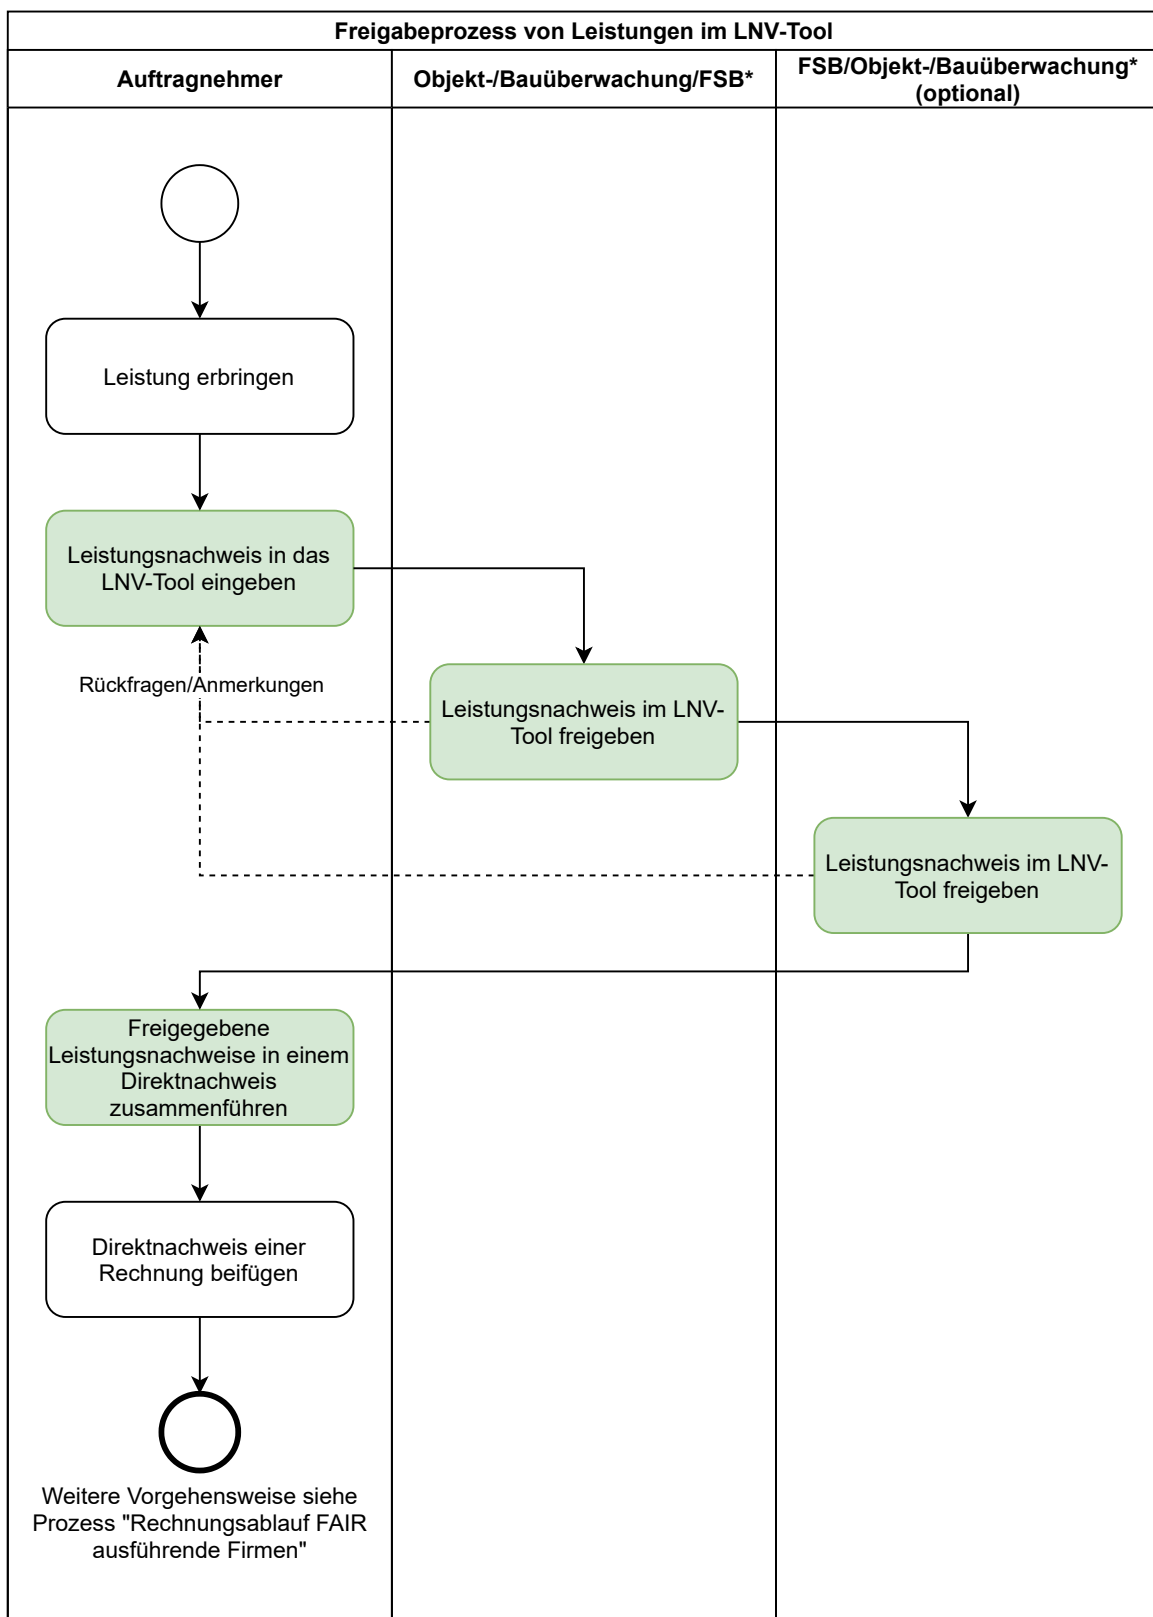 Freigabeprozess von Leistungen im LNV-Tool
Auftragnehmer
Objekt-/Bauüberwachung/FSB*
FSB/Objekt-/Bauüberwachung*
(optional)
Leistung erbringen
Leistungsnachweis in das
LNV-Tool eingeben
Rückfragen/Anmerkungen
Leistungsnachweis im LNV-
Tool freigeben
Leistungsnachweis im LNV-
Tool freigeben
Freigegebene
Leistungsnachweise in einem
Direktnachweis
zusammenführen
Direktnachweis einer
Rechnung beifügen
Weitere Vorgehensweise siehe
Prozess "Rechnungsablauf FAIR
ausführende Firmen"